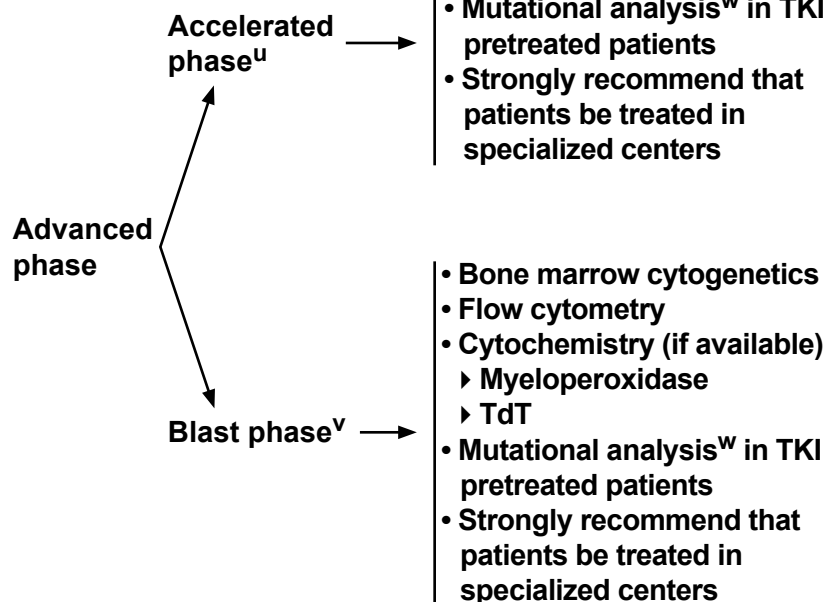 • Mutational analysisʷ in TKI
pretreated patients
• Strongly recommend that
patients be treated in
specialized centers
Accelerated
phaseᵘ
Advanced
phase
• Bone marrow cytogenetics
• Flow cytometry
• Cytochemistry (if available)
▸ Myeloperoxidase
▸ TdT
• Mutational analysisʷ in TKI
pretreated patients
• Strongly recommend that
patients be treated in
specialized centers
Blast phaseᵛ